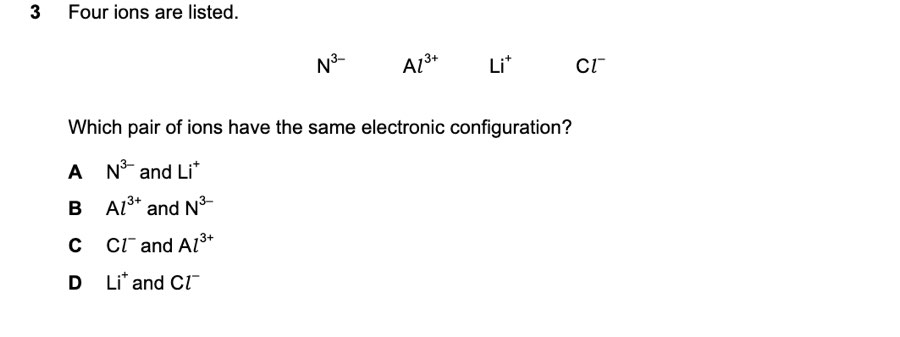 3 Four ions are listed.
N³⁻ Al³⁺ Li⁺ Cl⁻
Which pair of ions have the same electronic configuration?
A N³⁻ and Li⁺
B Al³⁺ and N³⁻
C Cl⁻ and Al³⁺
D Li⁺ and Cl⁻